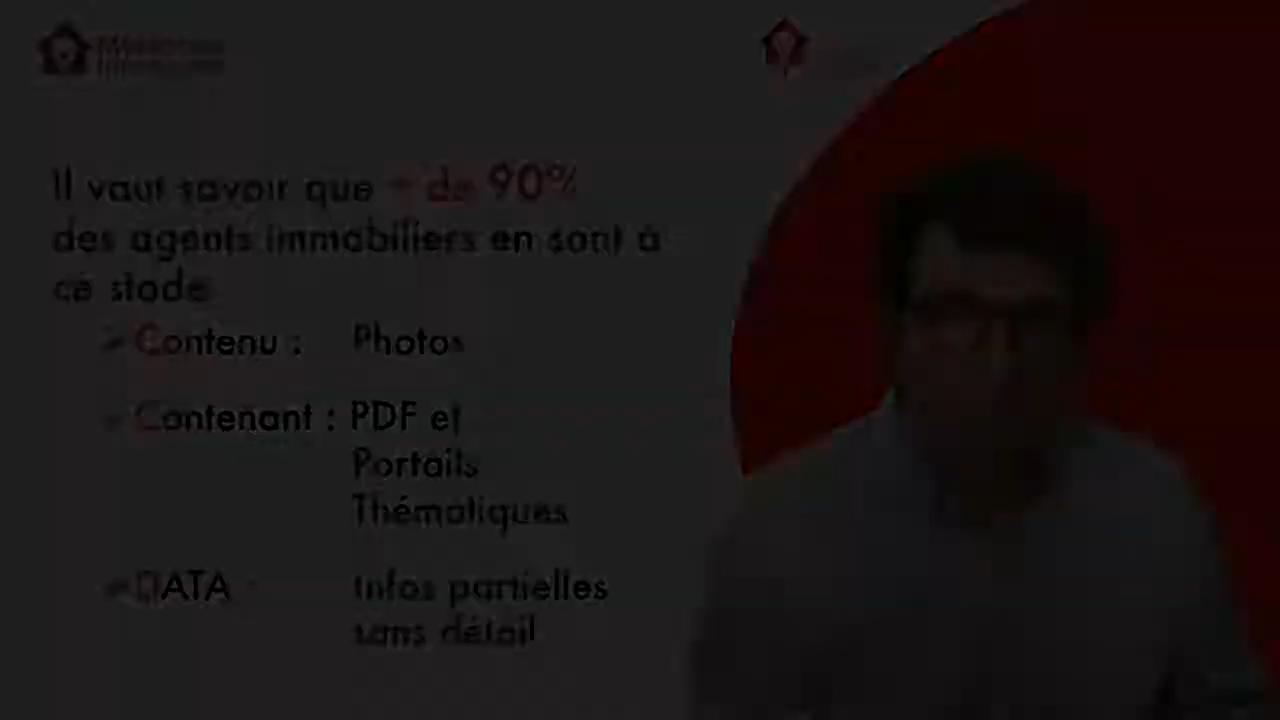 Il vaut savoir que + de 90%
des agents immobiliers en sont à
ce stade
➢ Contenu : Photos
➢ Contenant : PDF et
Portails
Thématiques
➢ DATA : Infos partielles
sans détail